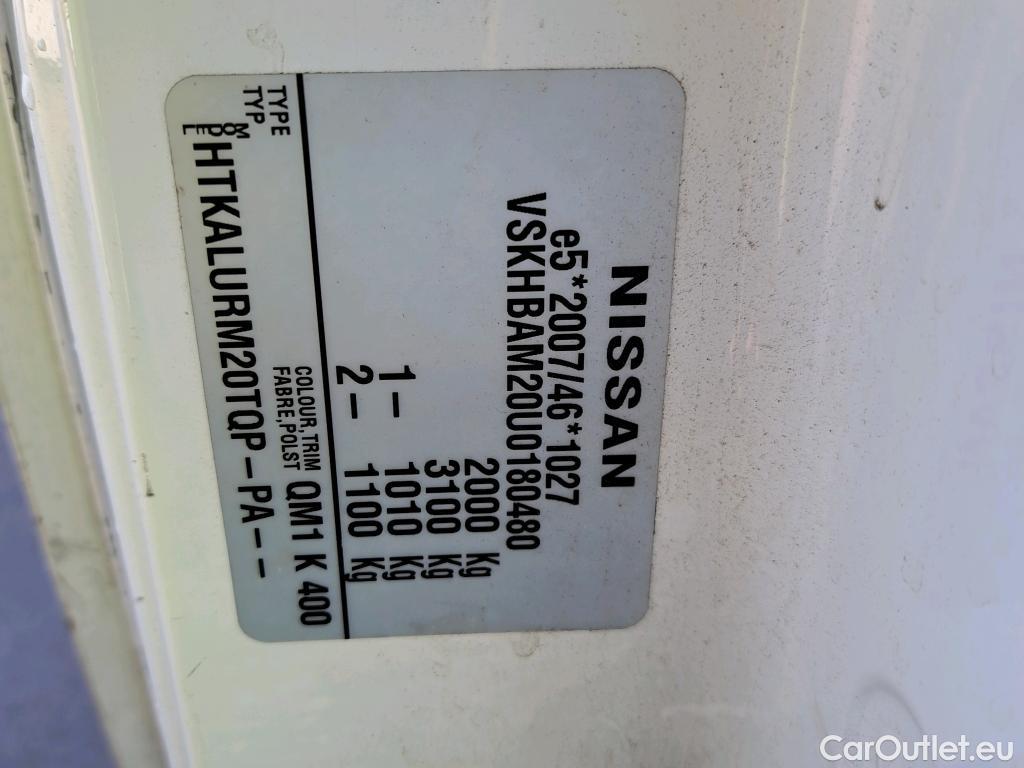 NISSAN
e5*2007/46*1027
VSKHBAM20U0180480
2000 Kg
3100 Kg
1- 1010 Kg
2- 1100 Kg
TYPE
TYP
COLOUR,TRIM
FABRE,POLST
QM1 K 400
MODEL
HTKALURM20TQP-PA--
CarOutlet.eu